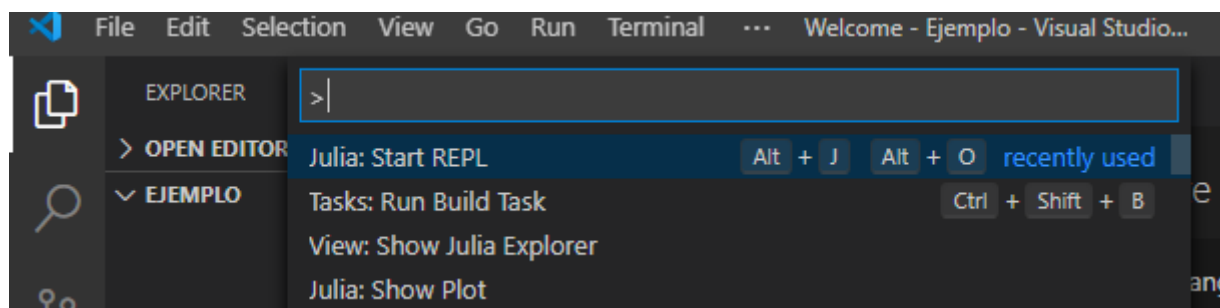 File Edit Selection View Go Run Terminal ... Welcome - Ejemplo - Visual Studio...
EXPLORER
>
OPEN EDITOR
Julia: Start REPL Alt + J Alt + O recently used
EJEMPLO
Tasks: Run Build Task Ctrl + Shift + B
View: Show Julia Explorer
Julia: Show Plot